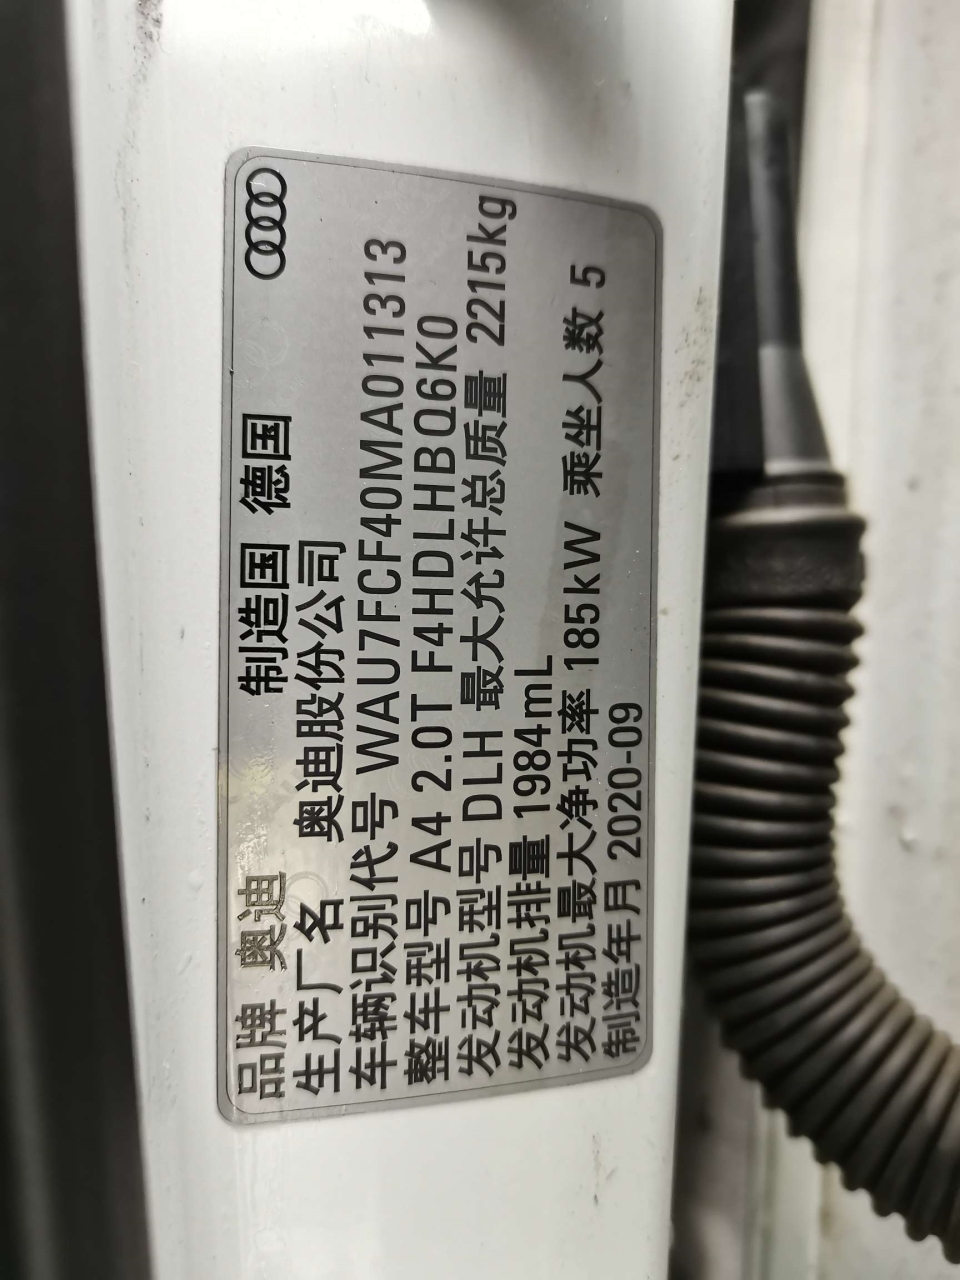 品牌 奥迪 制造国 德国
生产厂名 奥迪股份公司
车辆识别代号 WAU7FCF40MA011313
整车型号 A4 2.0T F4HDLHBQ6K0
发动机型号 DLH 最大允许总质量 2215kg
发动机排量 1984mL
发动机最大净功率 185kW 乘坐人数 5
制造年月 2020-09